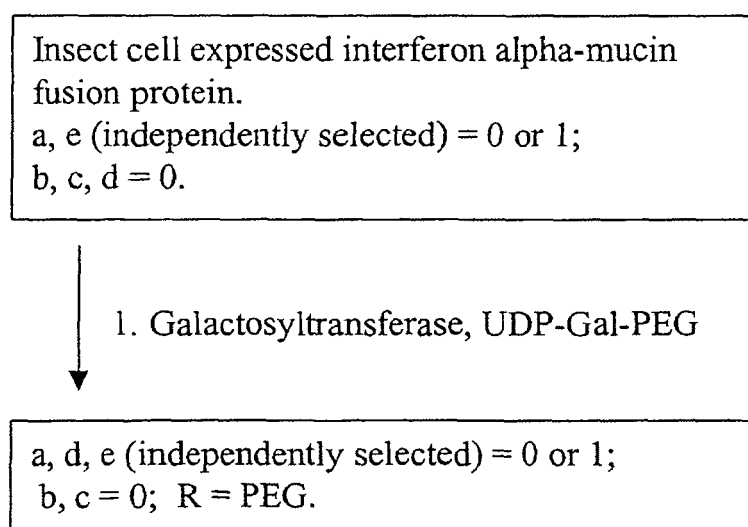 Insect cell expressed interferon alpha-mucin
fusion protein.
a, e (independently selected) = 0 or 1;
b, c, d = 0.
1. Galactosyltransferase, UDP-Gal-PEG
a, d, e (independently selected) = 0 or 1;
b, c = 0; R = PEG.